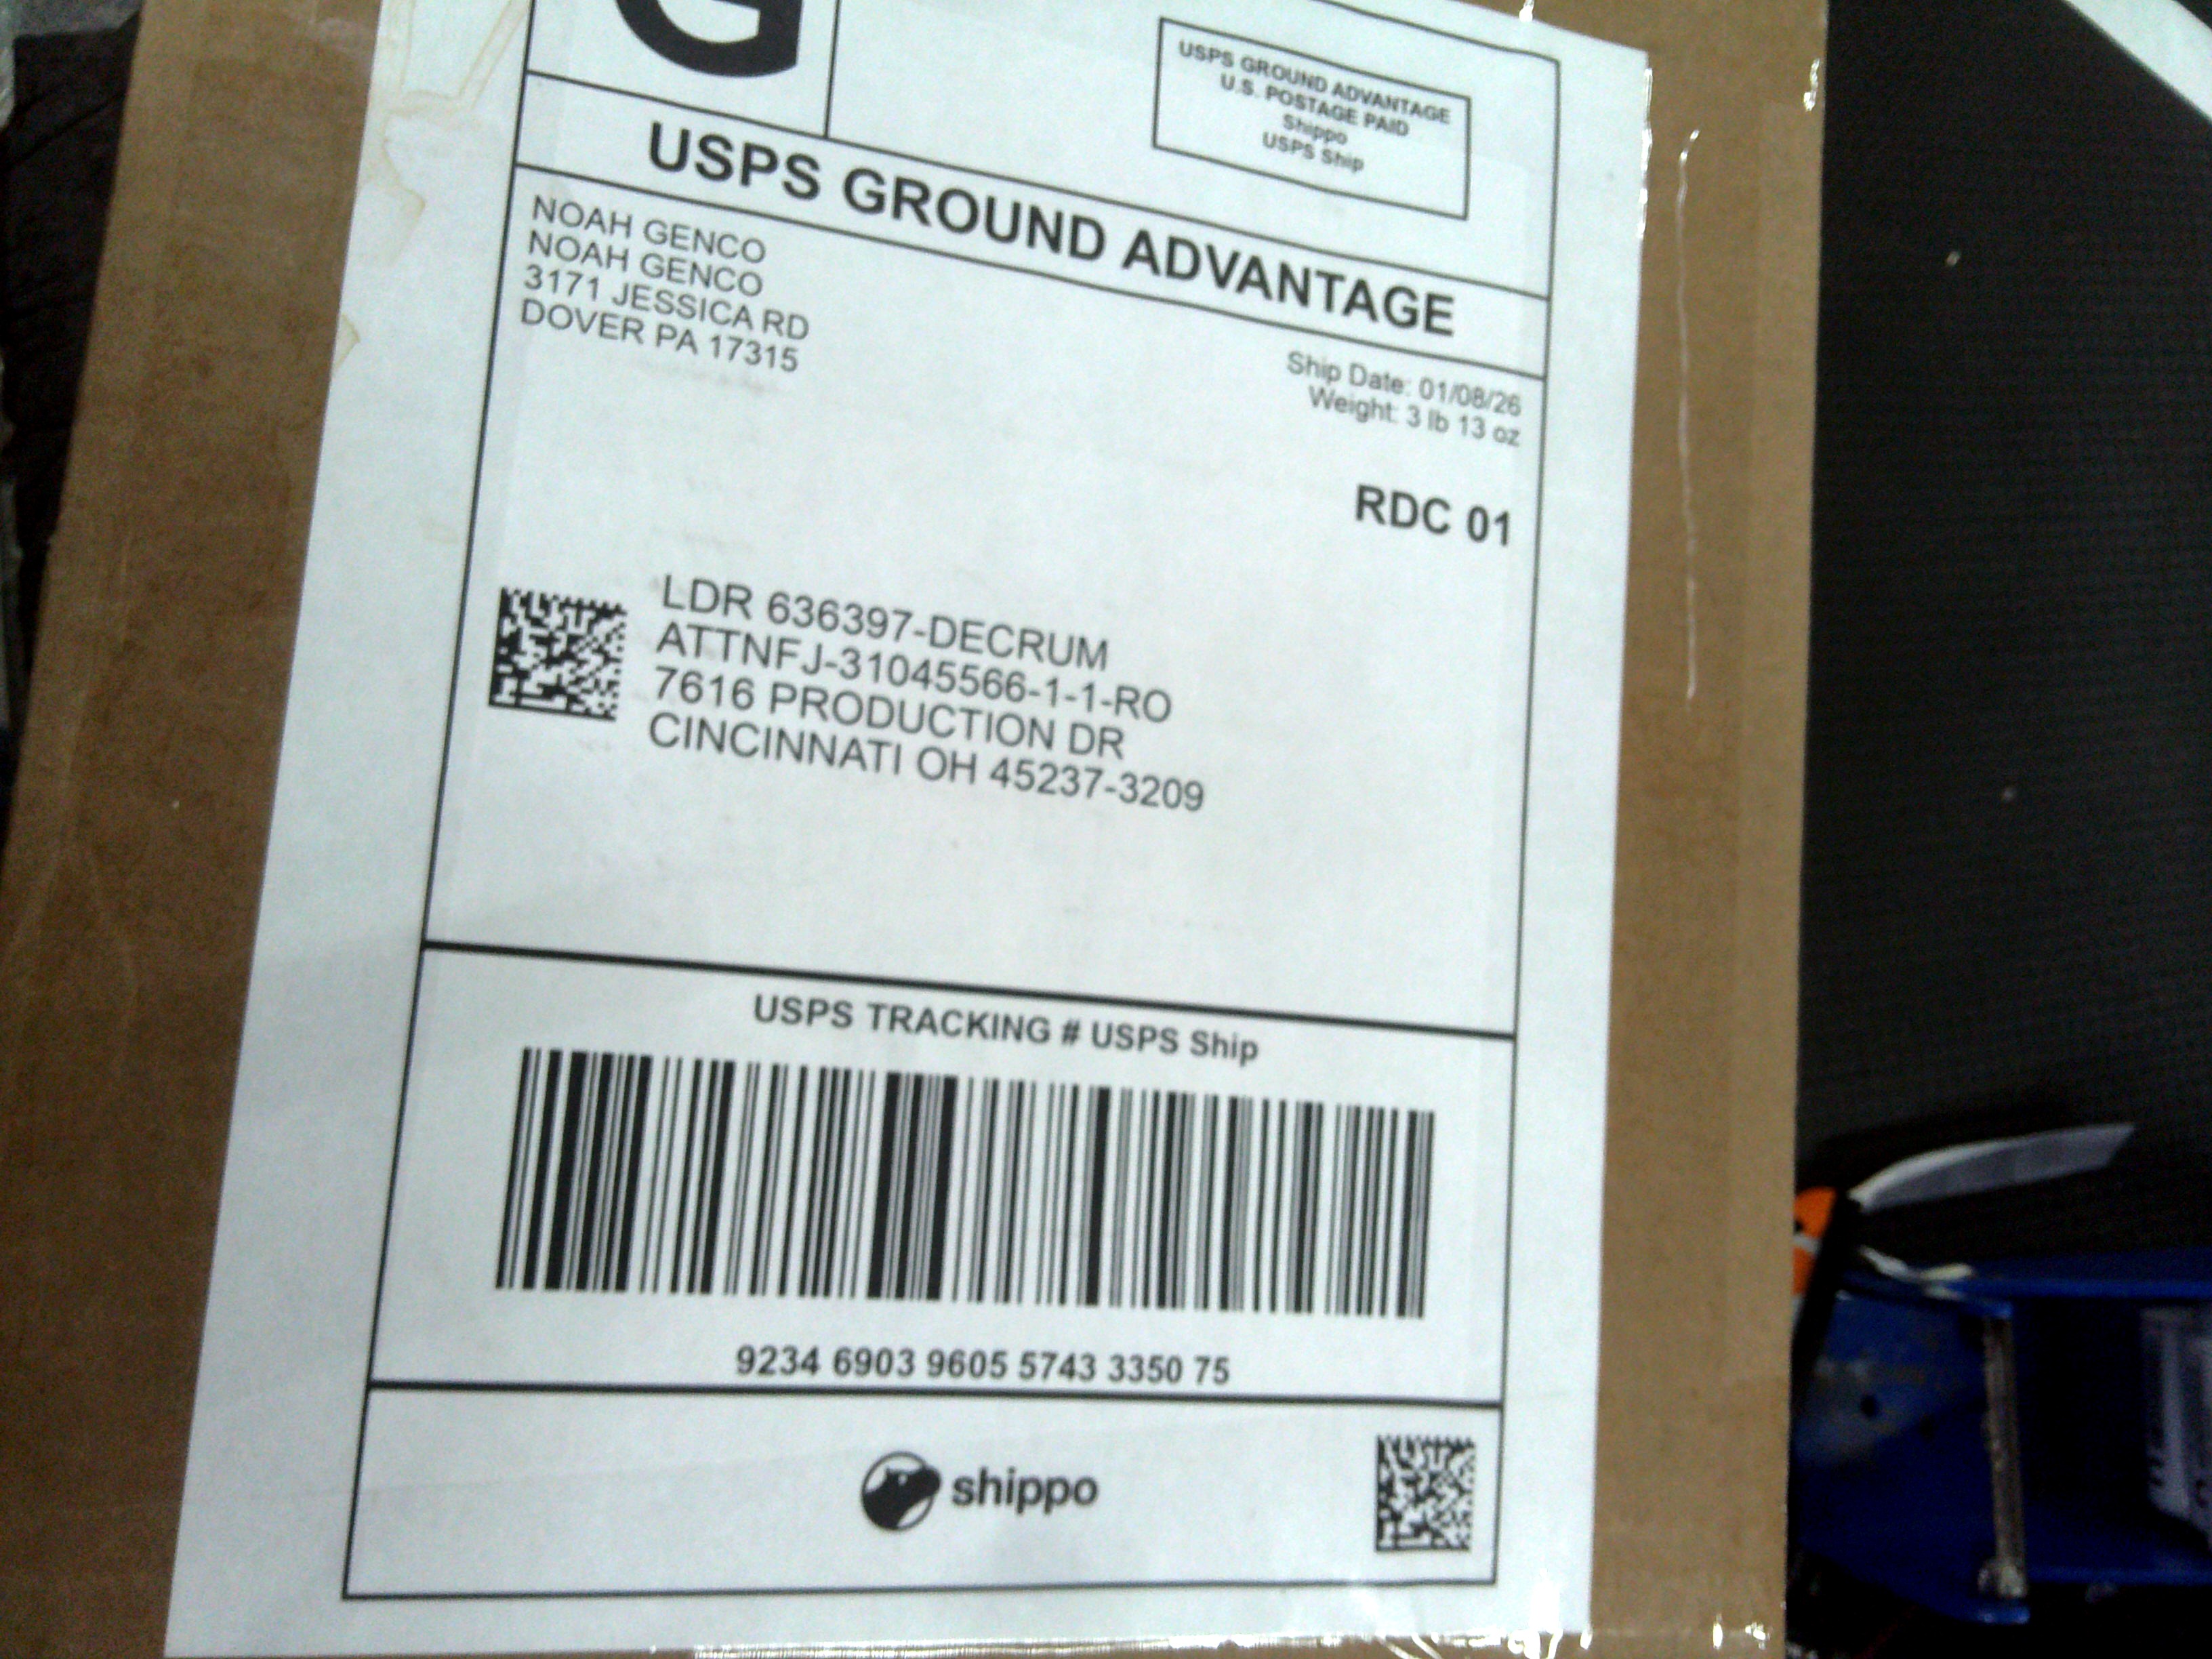 G
USPS GROUND ADVANTAGE
U.S. POSTAGE PAID
Shippo
USPS Ship
USPS GROUND ADVANTAGE
NOAH GENCO
NOAH GENCO
3171 JESSICA RD
DOVER PA 17315
Ship Date: 01/08/26
Weight: 3 lb 13 oz
RDC 01
LDR 636397-DECRUM
ATTNFJ-31045566-1-1-RO
7616 PRODUCTION DR
CINCINNATI OH 45237-3209
USPS TRACKING # USPS Ship
9234 6903 9605 5743 3350 75
shippo